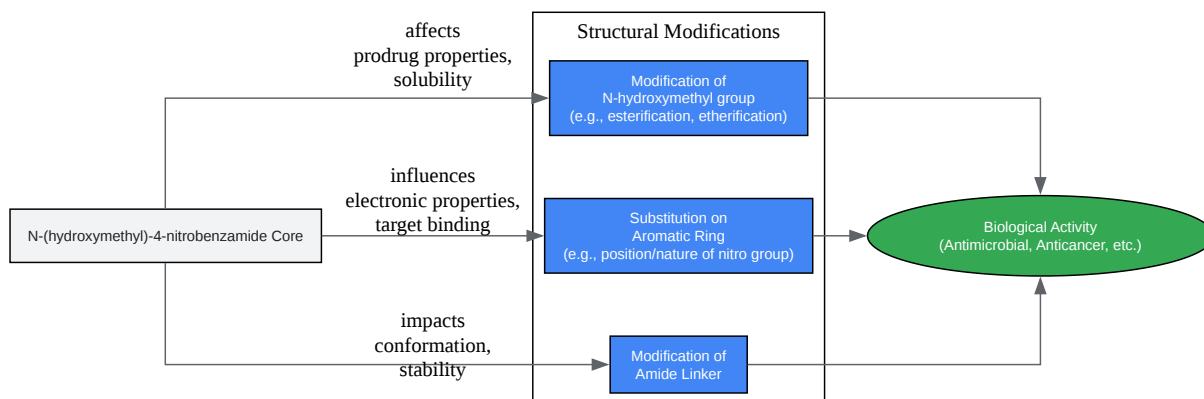 affects
prodrug properties,
solubility
Structural Modifications
Modification of
N-hydroxymethyl group
(e.g., esterification, etherification)
influences
electronic properties,
target binding
N-(hydroxymethyl)-4-nitrobenzamide Core
Substitution on
Aromatic Ring
(e.g., position/nature of nitro group)
Biological Activity
(Antimicrobial, Anticancer, etc.)
impacts
conformation,
stability
Modification of
Amide Linker